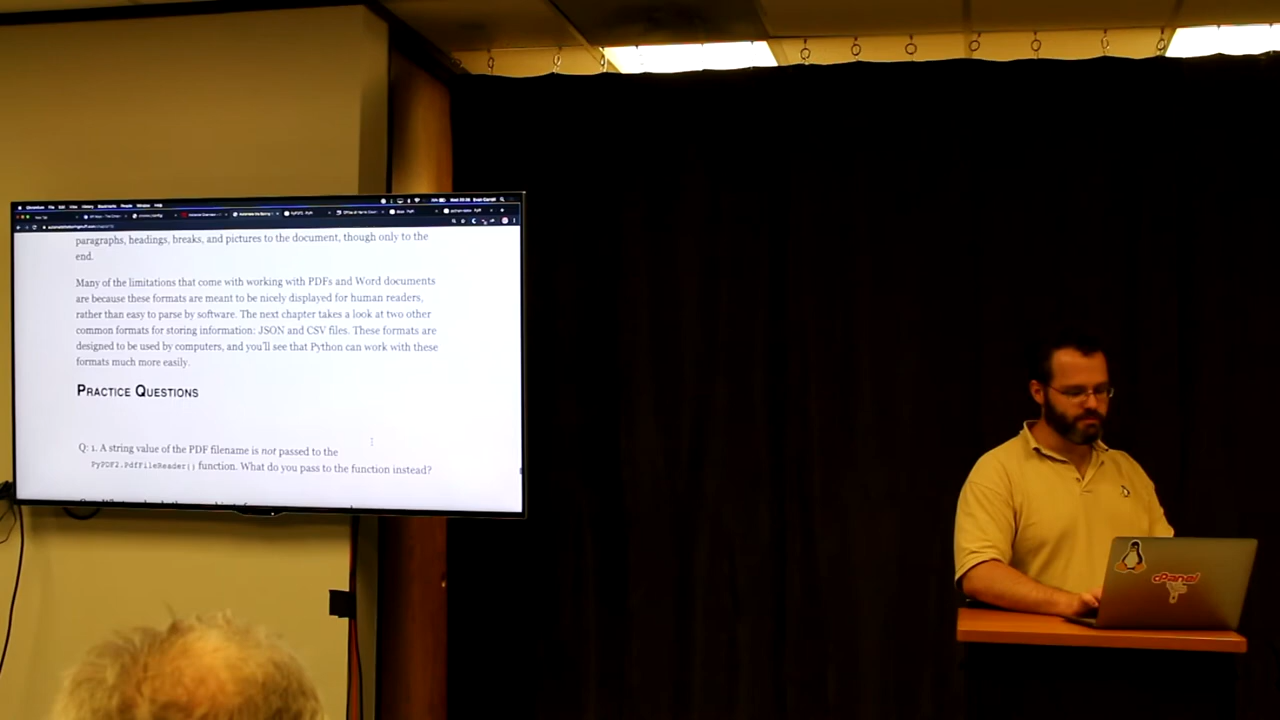 paragraphs, headings, breaks, and pictures to the document, though only to the
end.
Many of the limitations that come with working with PDFs and Word documents
are because these formats are meant to be nicely displayed for human readers,
rather than easy to parse by software. The next chapter takes a look at two other
common formats for storing information: JSON and CSV files. These formats are
designed to be used by computers, and you'll see that Python can work with these
formats much more easily.
PRACTICE QUESTIONS
Q: 1. A string value of the PDF filename is not passed to the
PyPDF2.PdfFileReader() function. What do you pass to the function instead?
cPanel